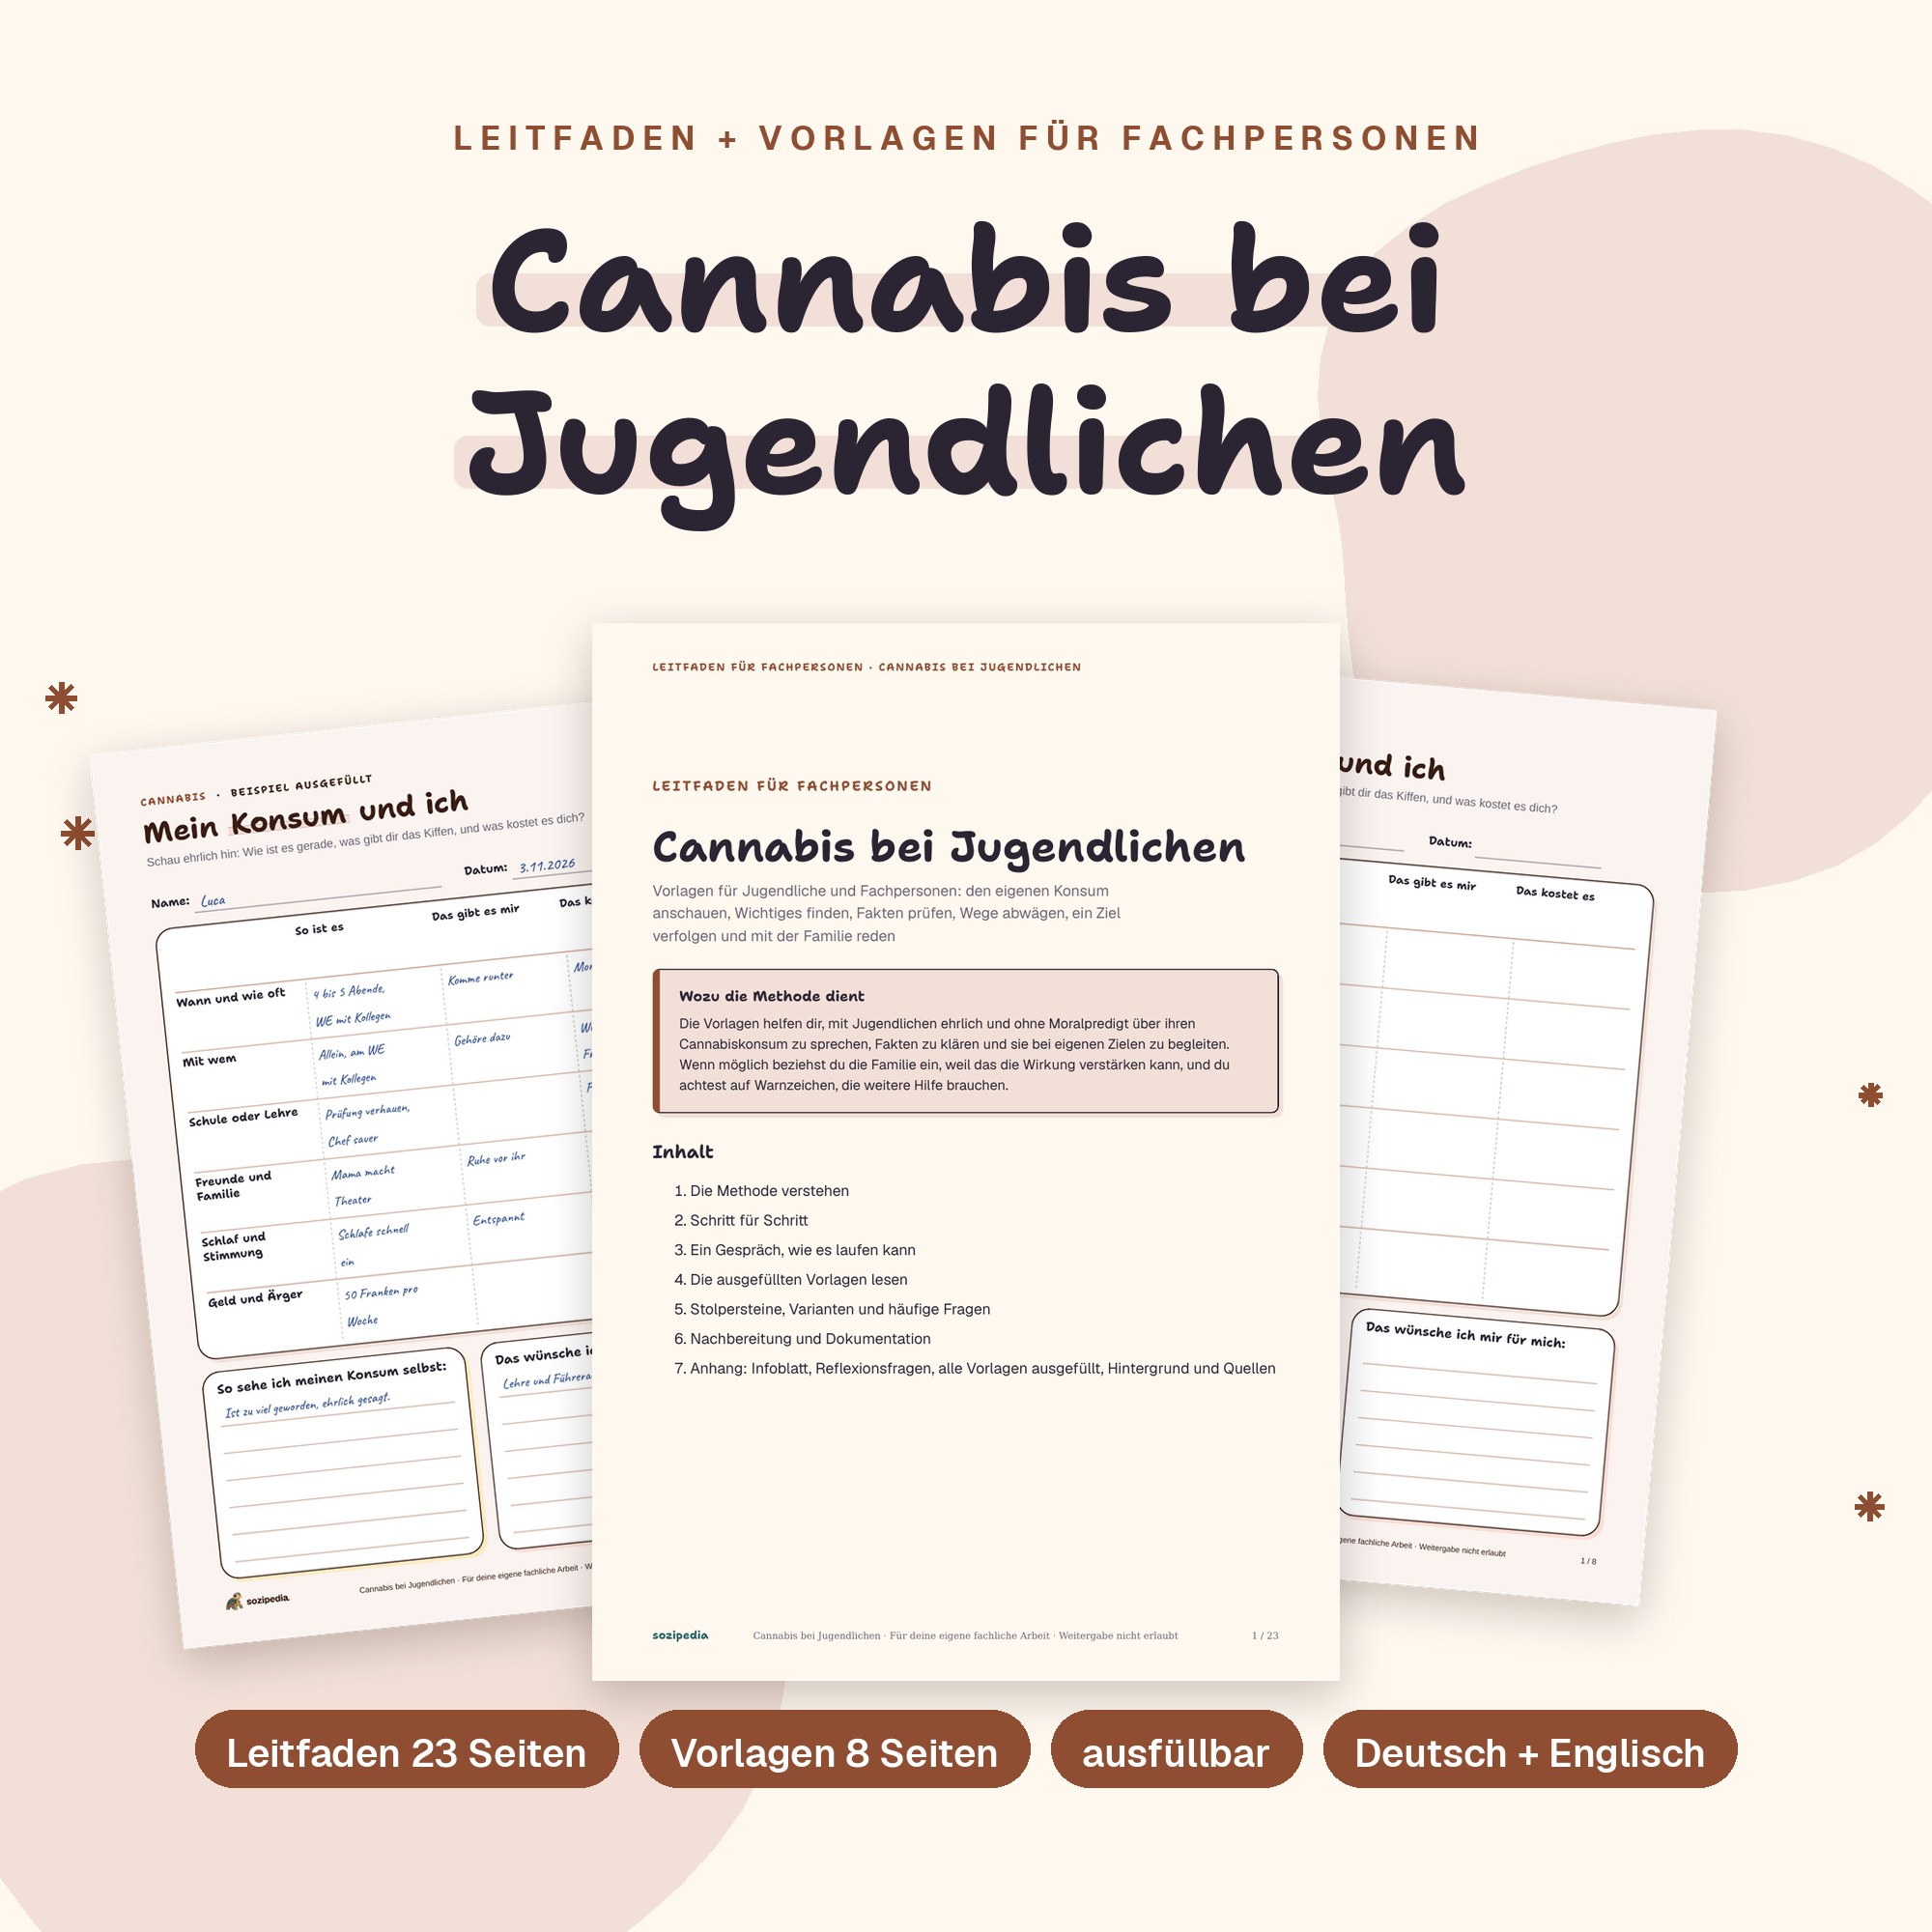 LEITFADEN + VORLAGEN FÜR FACHPERSONEN
Cannabis bei
Jugendlichen
CANNABIS · BEISPIEL AUSGEFÜLLT
Mein Konsum und ich
Schau ehrlich hin: Wie ist es gerade, was gibt dir das Kiffen, und was kostet es dich?
Name: Luca
Datum: 3.11.2026
So ist es
Das gibt es mir
Wann und wie oft
4 bis 5 Abende,
WE mit Kollegen
Komme runter
Mit wem
Allein, am WE
mit Kollegen
Gehöre dazu
Schule oder Lehre
Prüfung verhauen,
Chef sauer
Freunde und
Familie
Mama macht
Theater
Ruhe vor ihr
Schlaf und
Stimmung
Schlafe schnell
ein
Entspannt
Geld und Ärger
50 Franken pro
Woche
So sehe ich meinen Konsum selbst:
Ist zu viel geworden, ehrlich gesagt.
Das wünsche
Lehre und
sozipedia
Cannabis bei Jugendlichen · Für deine eigene fachliche Arbeit ·
LEITFADEN FÜR FACHPERSONEN · CANNABIS BEI JUGENDLICHEN
LEITFADEN FÜR FACHPERSONEN
Cannabis bei Jugendlichen
Vorlagen für Jugendliche und Fachpersonen: den eigenen Konsum
anschauen, Wichtiges finden, Fakten prüfen, Wege abwägen, ein Ziel
verfolgen und mit der Familie reden
Wozu die Methode dient
Die Vorlagen helfen dir, mit Jugendlichen ehrlich und ohne Moralpredigt über ihren
Cannabiskonsum zu sprechen, Fakten zu klären und sie bei eigenen Zielen zu begleiten.
Wenn möglich beziehst du die Familie ein, weil das die Wirkung verstärken kann, und du
achtest auf Warnzeichen, die weitere Hilfe brauchen.
Inhalt
1. Die Methode verstehen
2. Schritt für Schritt
3. Ein Gespräch, wie es laufen kann
4. Die ausgefüllten Vorlagen lesen
5. Stolpersteine, Varianten und häufige Fragen
6. Nachbereitung und Dokumentation
7. Anhang: Infoblatt, Reflexionsfragen, alle Vorlagen ausgefüllt, Hintergrund und Quellen
sozipedia
Cannabis bei Jugendlichen · Für deine eigene fachliche Arbeit · Weitergabe nicht erlaubt
1 / 23
und ich
gibt dir das Kiffen, und was kostet es dich?
Datum:
Das gibt es mir
Das kostet es
Das wünsche ich mir für mich:
fachliche Arbeit · Weitergabe nicht erlaubt
1 / 8
Leitfaden 23 Seiten
Vorlagen 8 Seiten
ausfüllbar
Deutsch + Englisch